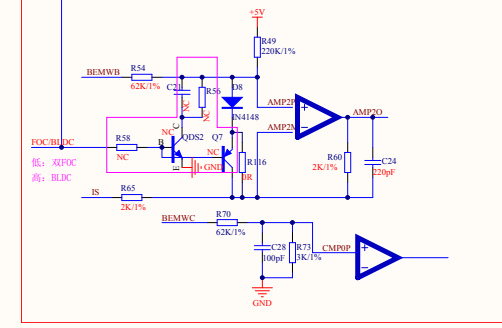 +5V
R49
220K/1%
R54
BEMWB
62K/1%
C21
NC
R56
NC
D8
IN4148
AMP2P
AMP2M
AMP2O
NC
C
QDS2
Q7
FOC/BLDC
R58
B
NC
NC
低：双FOC
高：BLDC
E
GND
R116
0R
R60
2K/1%
C24
220pF
IS
R65
2K/1%
BEMWC
R70
62K/1%
C28
100pF
R73
3K/1%
CMP0P
GND